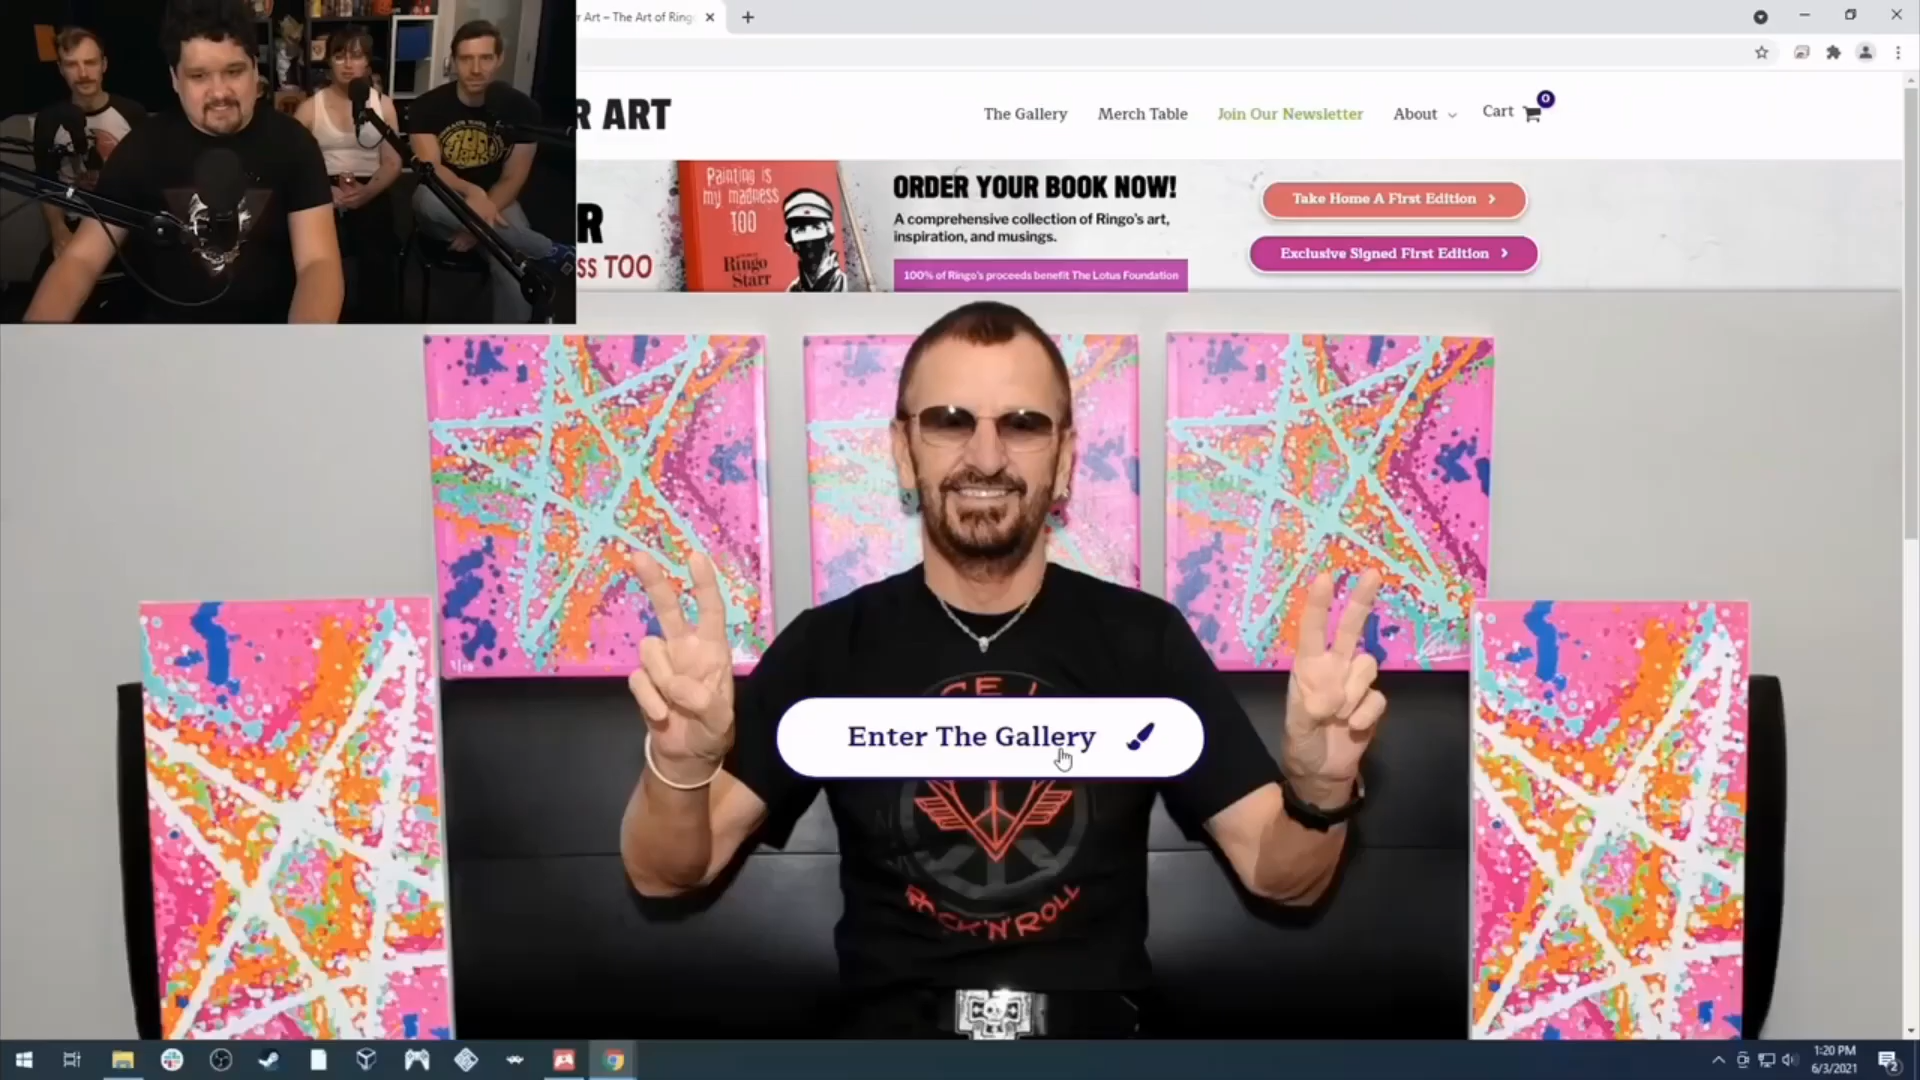 r Art – The Art of Ring
R ART
The Gallery
Merch Table
Join Our Newsletter
About
Cart
0
R
SS TOO
Painting is
my madness
TOO
Ringo
Starr
ORDER YOUR BOOK NOW!
A comprehensive collection of Ringo's art,
inspiration, and musings.
100% of Ringo's proceeds benefit The Lotus Foundation
Take Home A First Edition
Exclusive Signed First Edition
Enter The Gallery
ROCK'N'ROLL
1:20 PM
6/3/2021
2